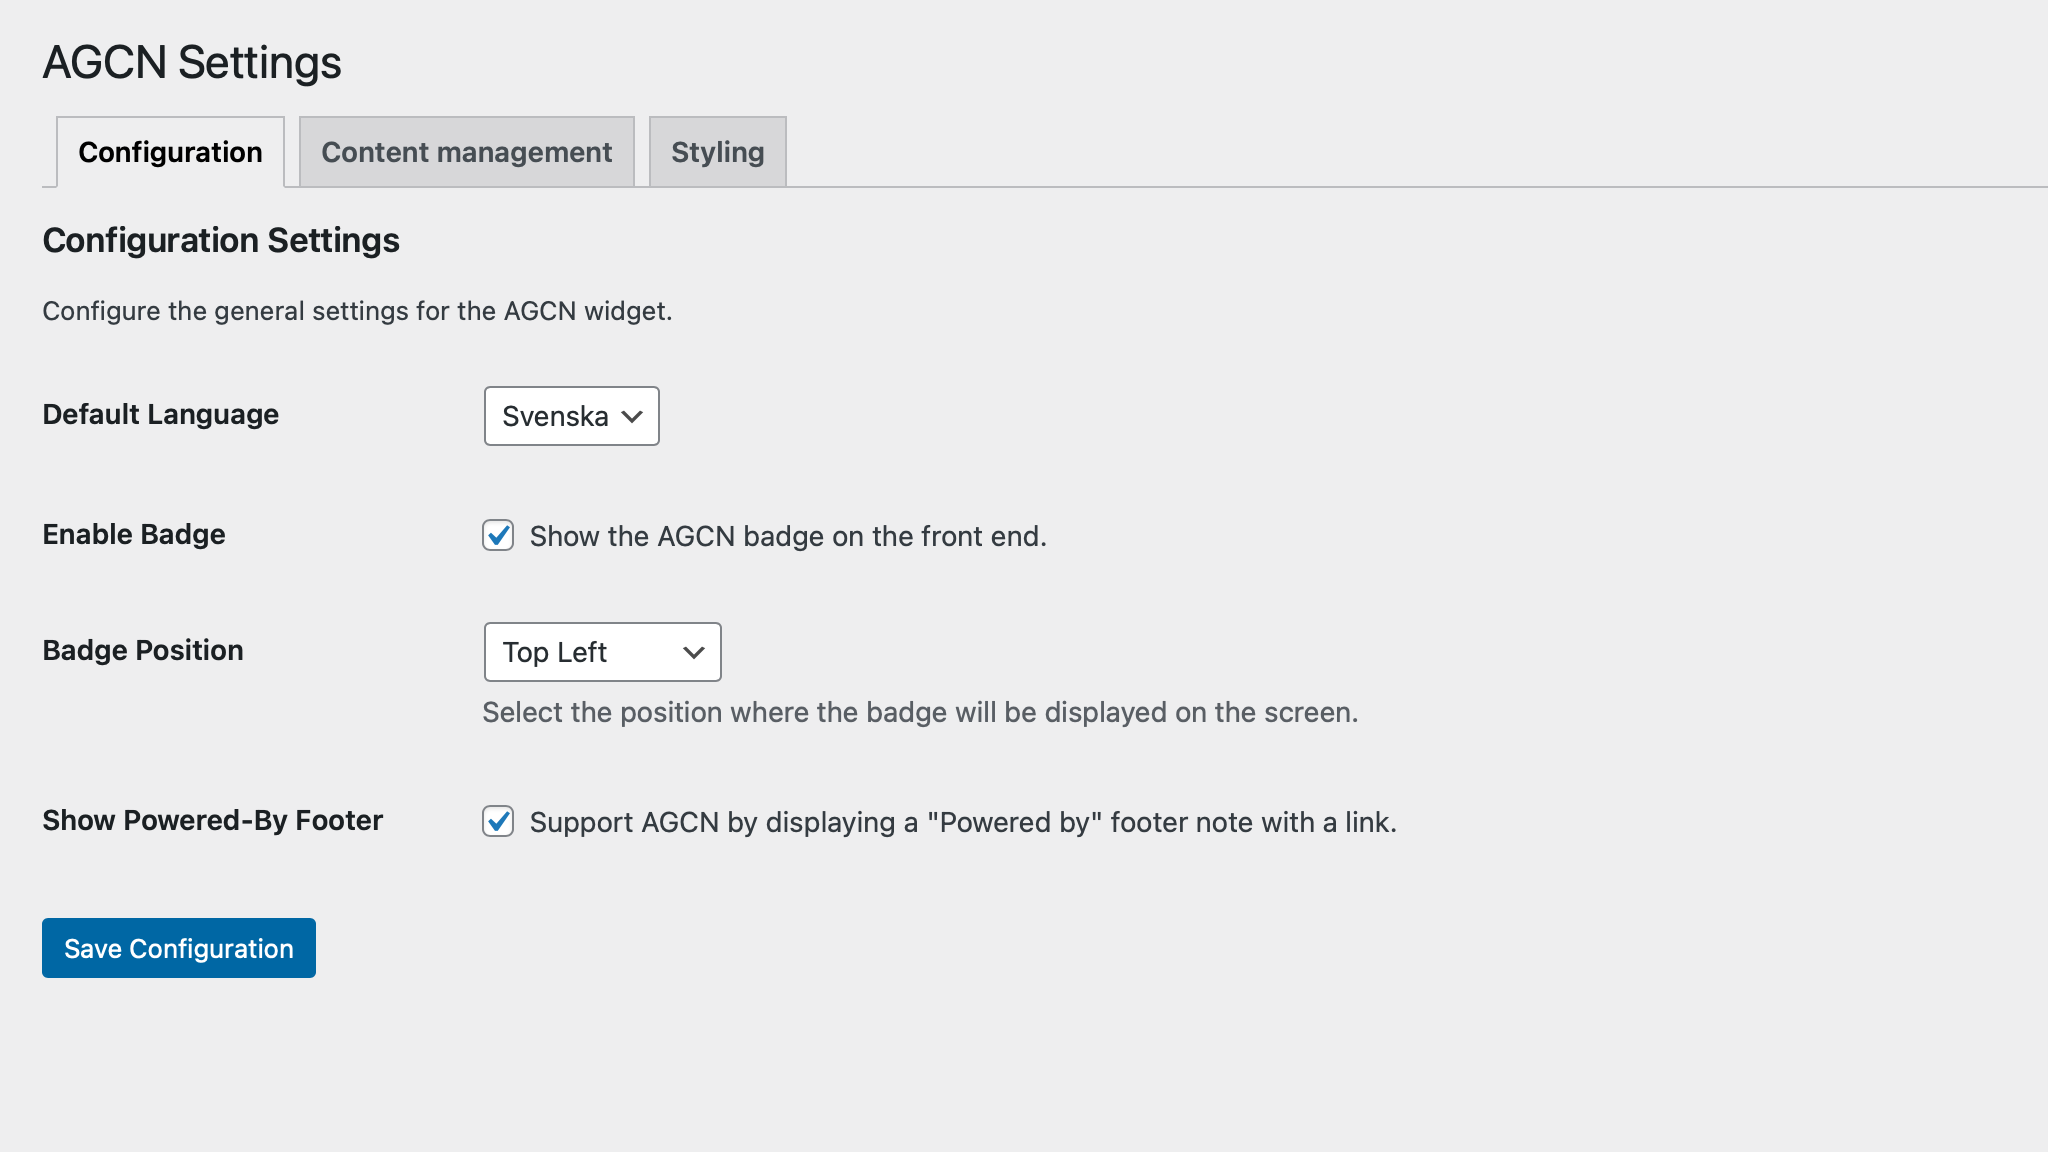 AGCN Settings
Configuration Content management Styling
Configuration Settings
Configure the general settings for the AGCN widget.
Default Language Svenska
Enable Badge Show the AGCN badge on the front end.
Badge Position Top Left
Select the position where the badge will be displayed on the screen.
Show Powered-By Footer Support AGCN by displaying a "Powered by" footer note with a link.
Save Configuration